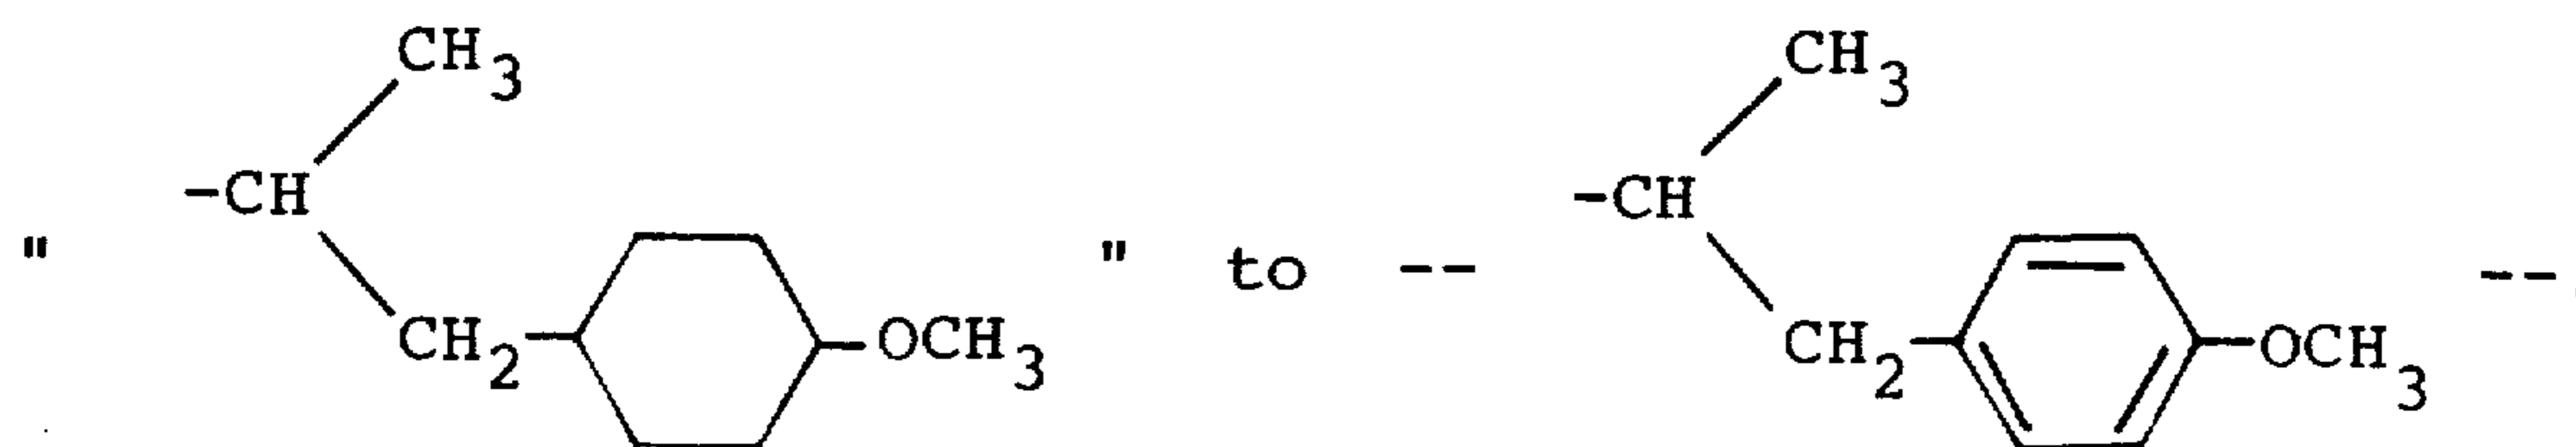 CH3 CH3
-CH -CH
" " to -- --
CH2 OCH3 CH2 OCH3